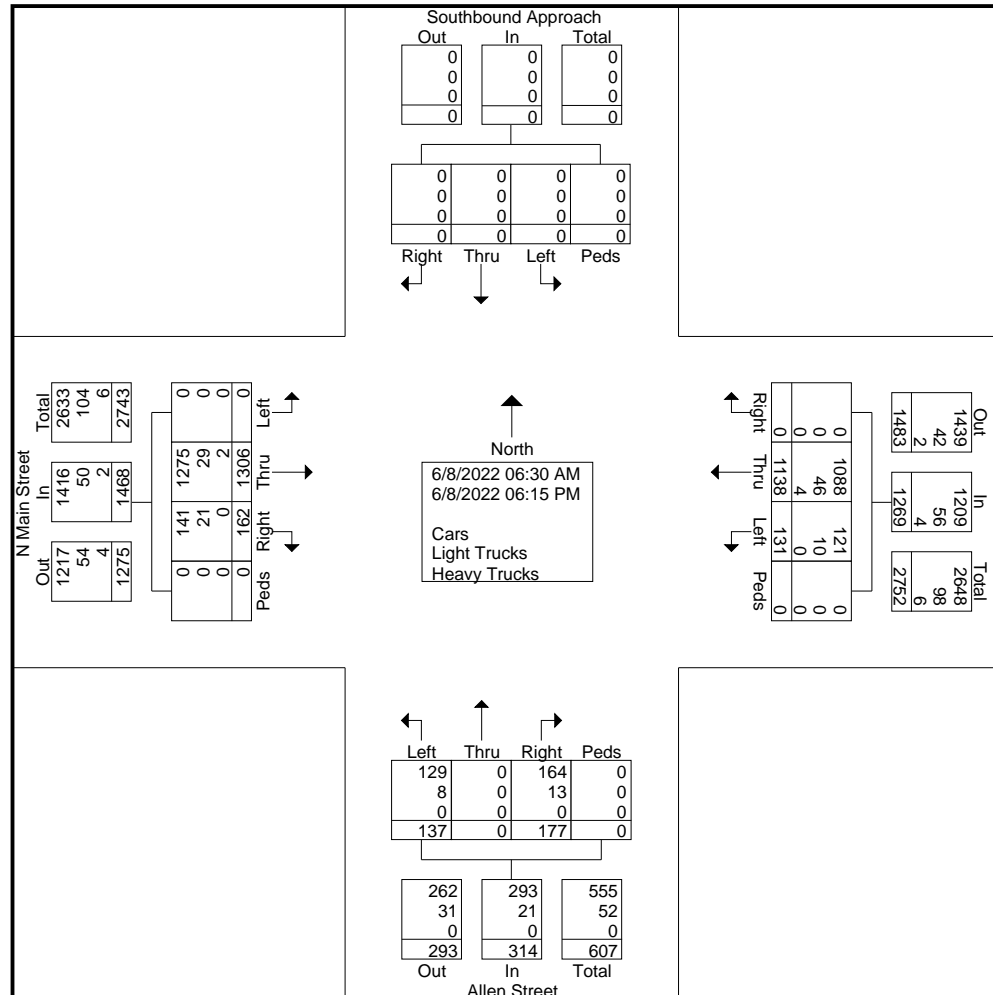 Southbound Approach
Out In Total
0 0 0
0 0 0
0 0 0
0 0 0
0 0 0 0
0 0 0 0
0 0 0 0
0 0 0 0
Right Thru Left Peds
N Main Street
Total In Out
2633 1416 1217
104 50 54
6 2 4
2743 1468 1275
0 1275 141 0
0 29 21 0
0 2 0 0
0 1306 162 0
Left Thru Right Peds
North
6/8/2022 06:30 AM
6/8/2022 06:15 PM
Cars
Light Trucks
Heavy Trucks
Right Thru Left Peds
0 1138 131 0
0 4 0 0
0 46 10 0
0 1088 121 0
1483 1269 2752
2 4 6
42 56 98
1439 1209 2648
Out In Total
Left Thru Right Peds
129 0 164 0
8 0 13 0
0 0 0 0
137 0 177 0
262 293 555
31 21 52
0 0 0
293 314 607
Out In Total
Allen Street